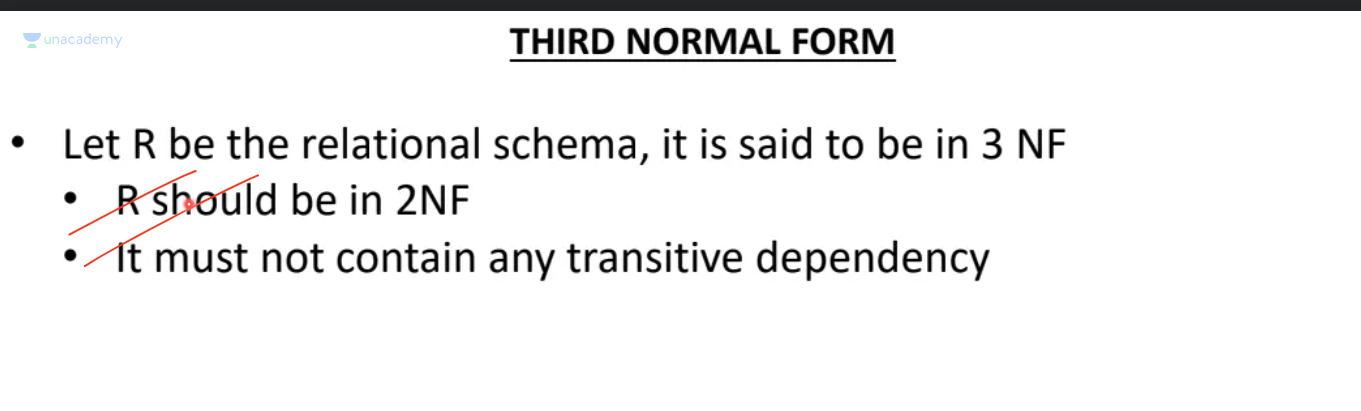 unacademy
THIRD NORMAL FORM
• Let R be the relational schema, it is said to be in 3 NF
• R should be in 2NF
• It must not contain any transitive dependency